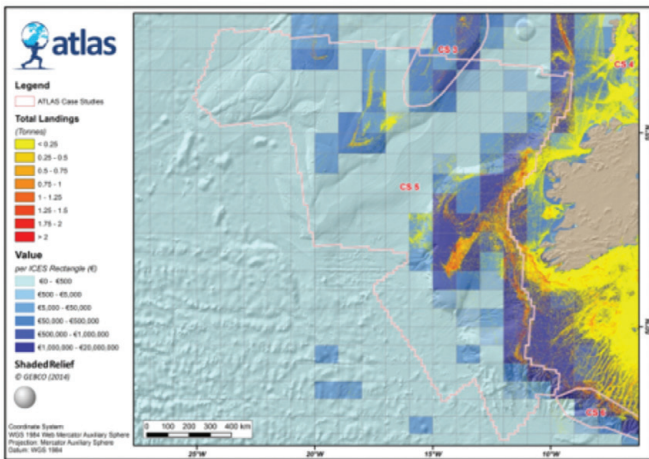 atlas
Legend
ATLAS Case Studies
Total Landings
(Tonnes)
< 0.25
0.25 - 0.5
0.5 - 0.75
0.75 - 1
1 - 1.25
1.25 - 1.5
1.75 - 2
> 2
Value
per ICES Rectangle (€)
€0 - €500
€500 - €5,000
€5,000 - €50,000
€50,000 - €500,000
€500,000 - €1,000,000
€1,000,000 - €20,000,000
Shaded Relief
© GEBCO (2014)
Coordinate System
WGS 1984 Web Mercator Auxiliary Sphere
Projection: Mercator Auxiliary Sphere
Datum: WGS 1984
CS 3
CS 4
CS 5
0 100 200 300 400 km
25°W
20°W
15°W
10°W